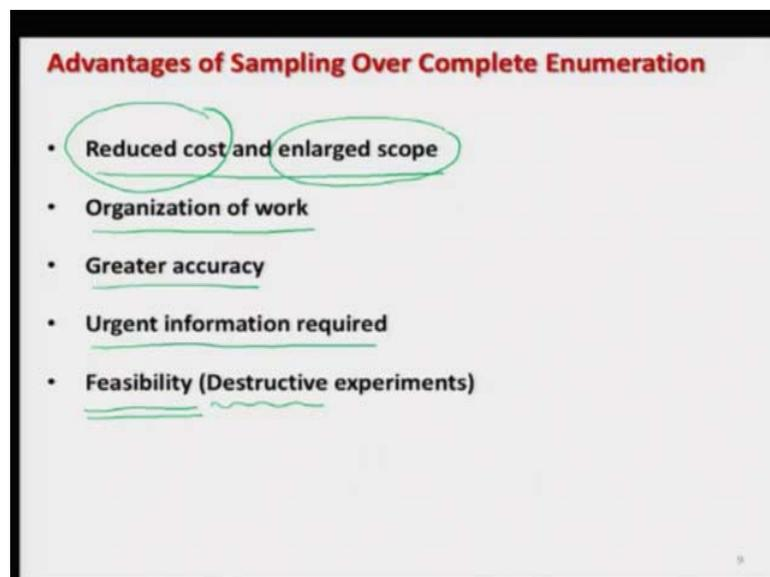 Advantages of Sampling Over Complete Enumeration
• Reduced cost and enlarged scope
• Organization of work
• Greater accuracy
• Urgent information required
• Feasibility (Destructive experiments)
9